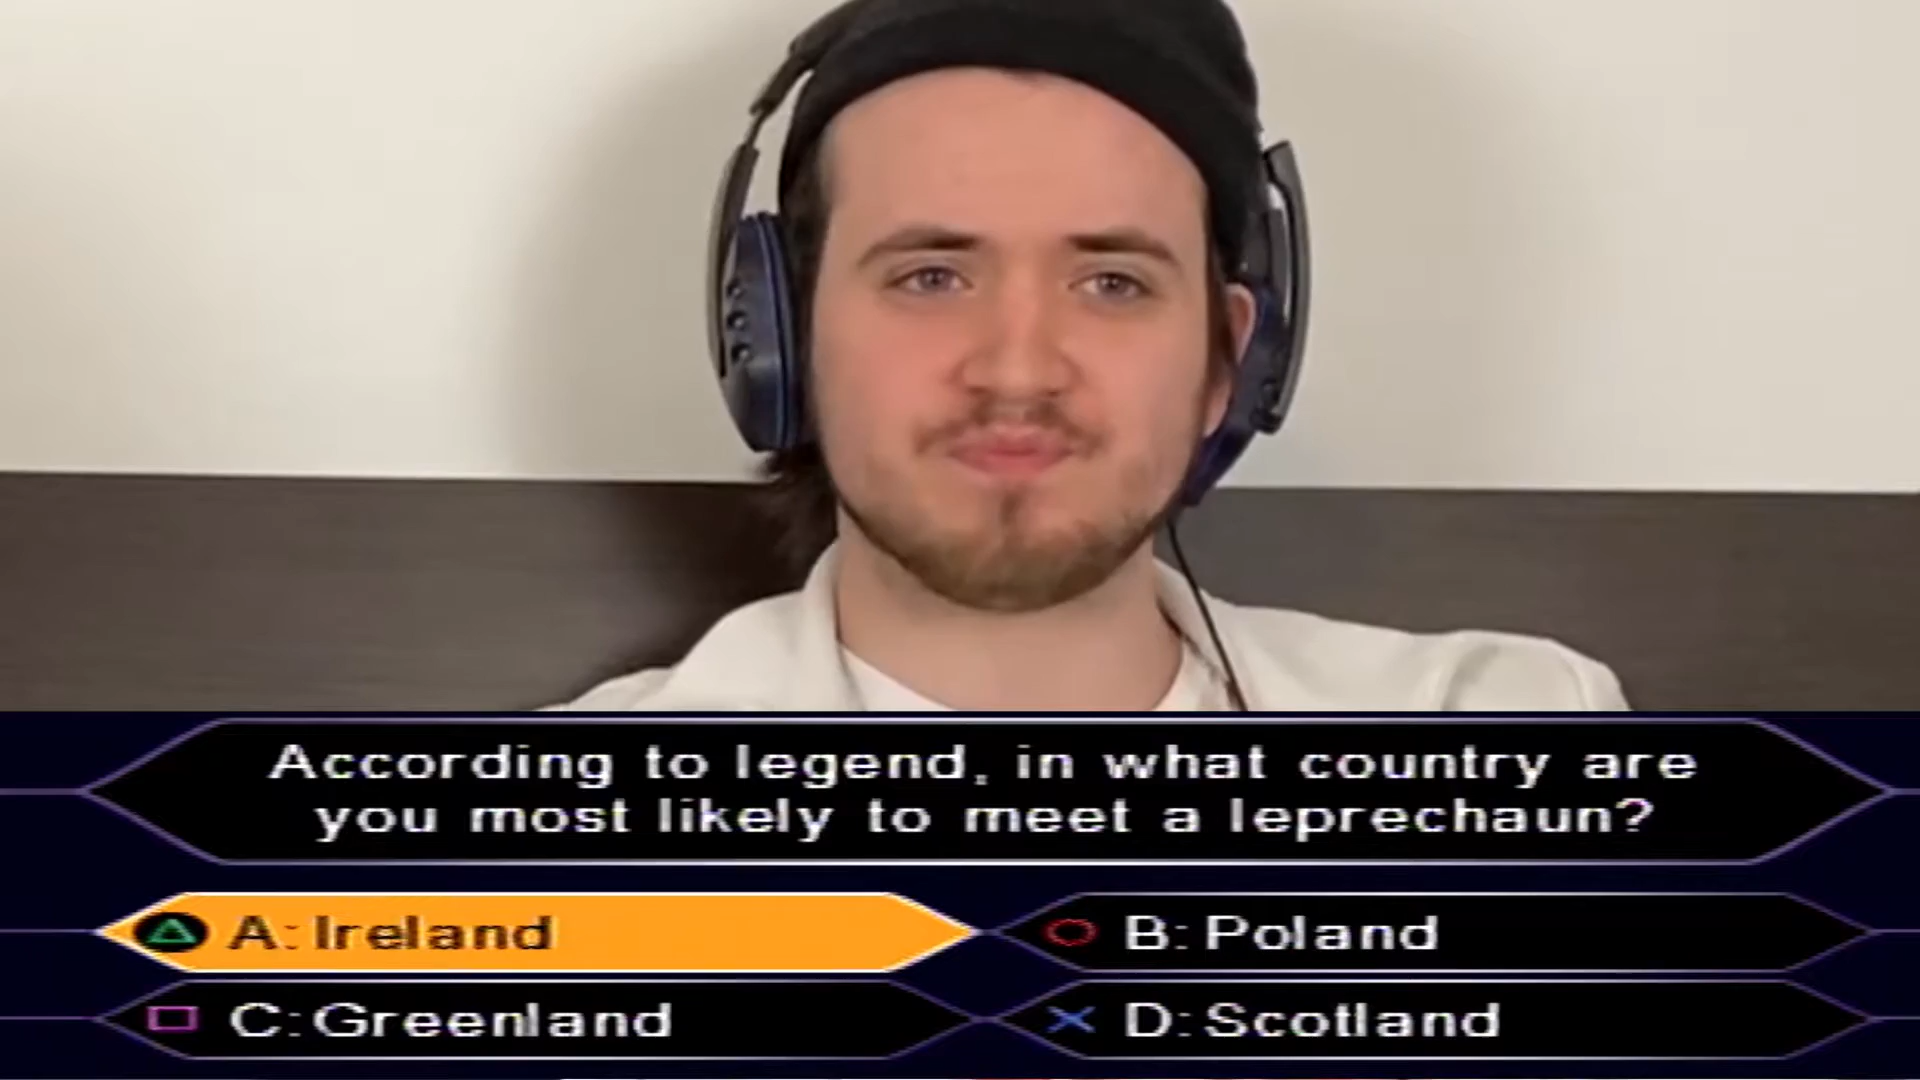 According to legend, in what country are
you most likely to meet a leprechaun?
A: Ireland
B: Poland
C: Greenland
D: Scotland